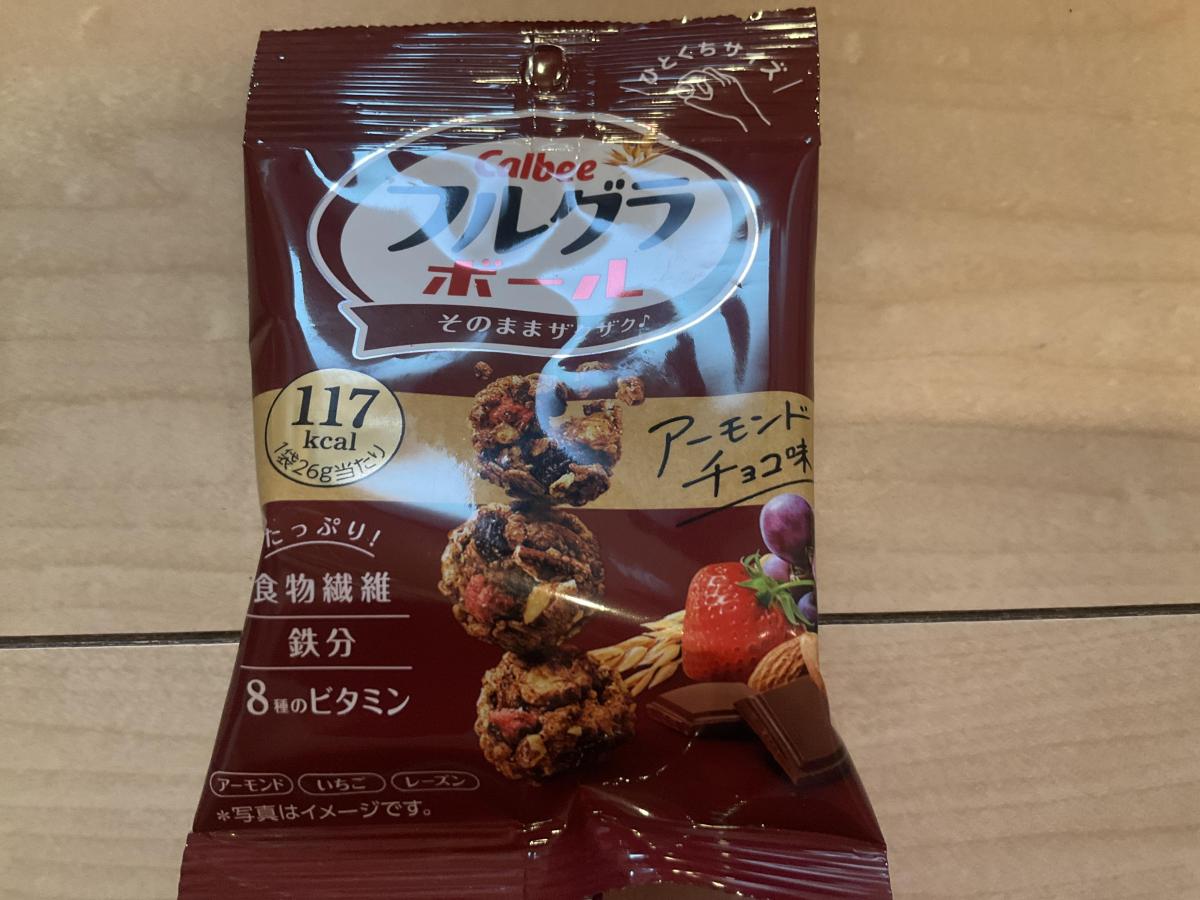 \ひとくちサイズ/
Calbee
フルグラ
ボール
そのままザクザク♪
117
kcal
1袋26g当たり
アーモンド
チョコ味
たっぷり!
食物繊維
鉄分
8種のビタミン
アーモンド いちご レーズン
*写真はイメージです。